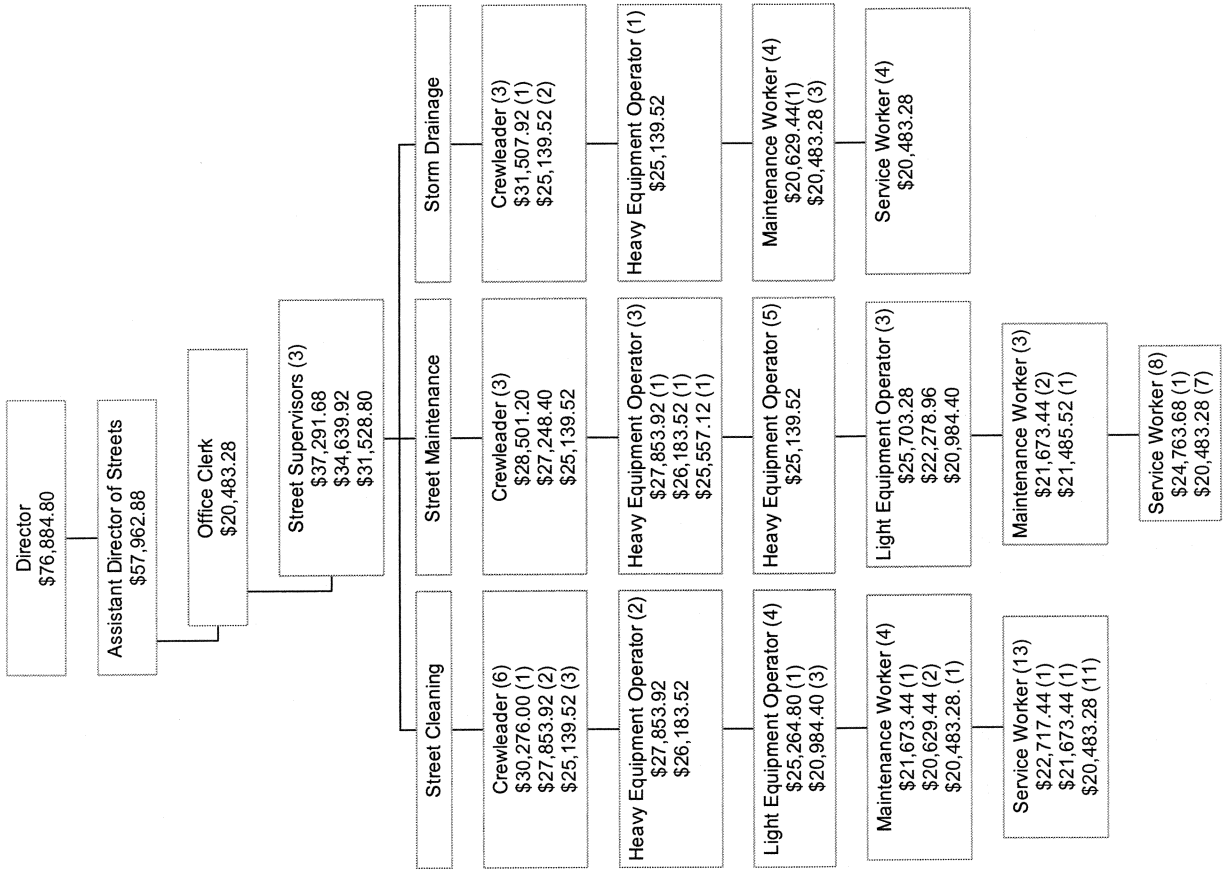 Director
$76,884.80
Assistant Director of Streets
$57,962.88
Office Clerk
$20,483.28
Street Supervisors (3)
$37,291.68
$34,639.92
$31,528.80
Street Cleaning
Crewleader (6)
$30,276.00 (1)
$27,853.92 (2)
$25,139.52 (3)
Heavy Equipment Operator (2)
$27,853.92
$26,183.52
Light Equipment Operator (4)
$25,264.80 (1)
$20,984.40 (3)
Maintenance Worker (4)
$21,673.44 (1)
$20,629.44 (2)
$20,483.28. (1)
Service Worker (13)
$22,717.44 (1)
$21,673.44 (1)
$20,483.28 (11)
Street Maintenance
Crewleader (3)
$28,501.20
$27,248.40
$25,139.52
Heavy Equipment Operator (3)
$27,853.92 (1)
$26,183.52 (1)
$25,557.12 (1)
Heavy Equipment Operator (5)
$25,139.52
Light Equipment Operator (3)
$25,703.28
$22,278.96
$20,984.40
Maintenance Worker (3)
$21,673.44 (2)
$21,485.52 (1)
Service Worker (8)
$24,763.68 (1)
$20,483.28 (7)
Storm Drainage
Crewleader (3)
$31,507.92 (1)
$25,139.52 (2)
Heavy Equipment Operator (1)
$25,139.52
Maintenance Worker (4)
$20,629.44(1)
$20,483.28 (3)
Service Worker (4)
$20,483.28